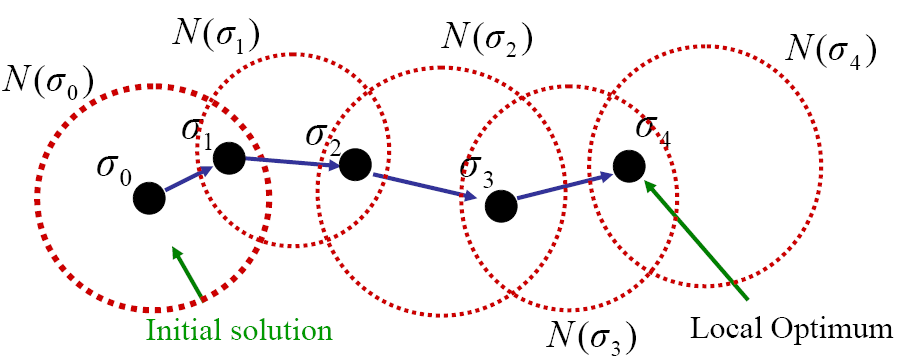 N(σ₀)
N(σ₁)
N(σ₂)
N(σ₄)
σ₀
σ₁
σ₂
σ₃
σ₄
Initial solution
N(σ₃)
Local Optimum